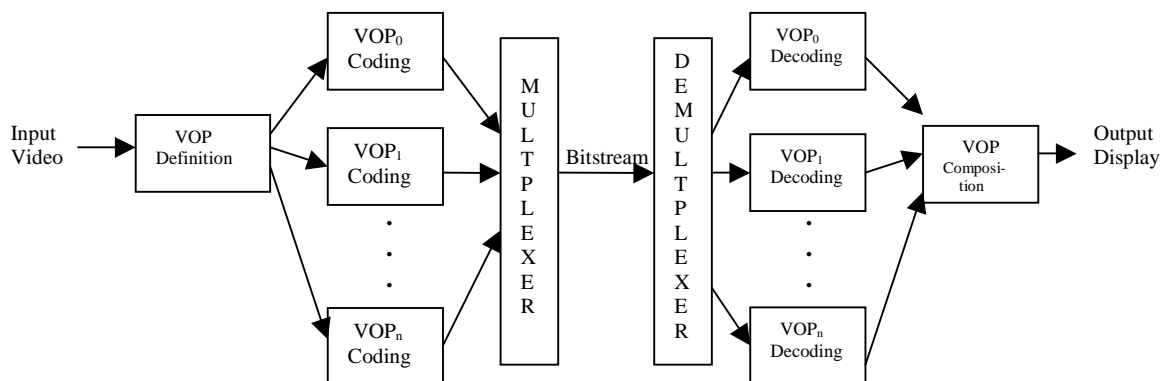 Input
Video
VOP
Definition
VOP₀
Coding
VOP₁
Coding
VOPₙ
Coding
M
U
L
T
P
L
E
X
E
R
Bitstream
D
E
M
U
L
T
P
L
E
X
E
R
VOP₀
Decoding
VOP₁
Decoding
VOPₙ
Decoding
VOP
Composi-
tion
Output
Display